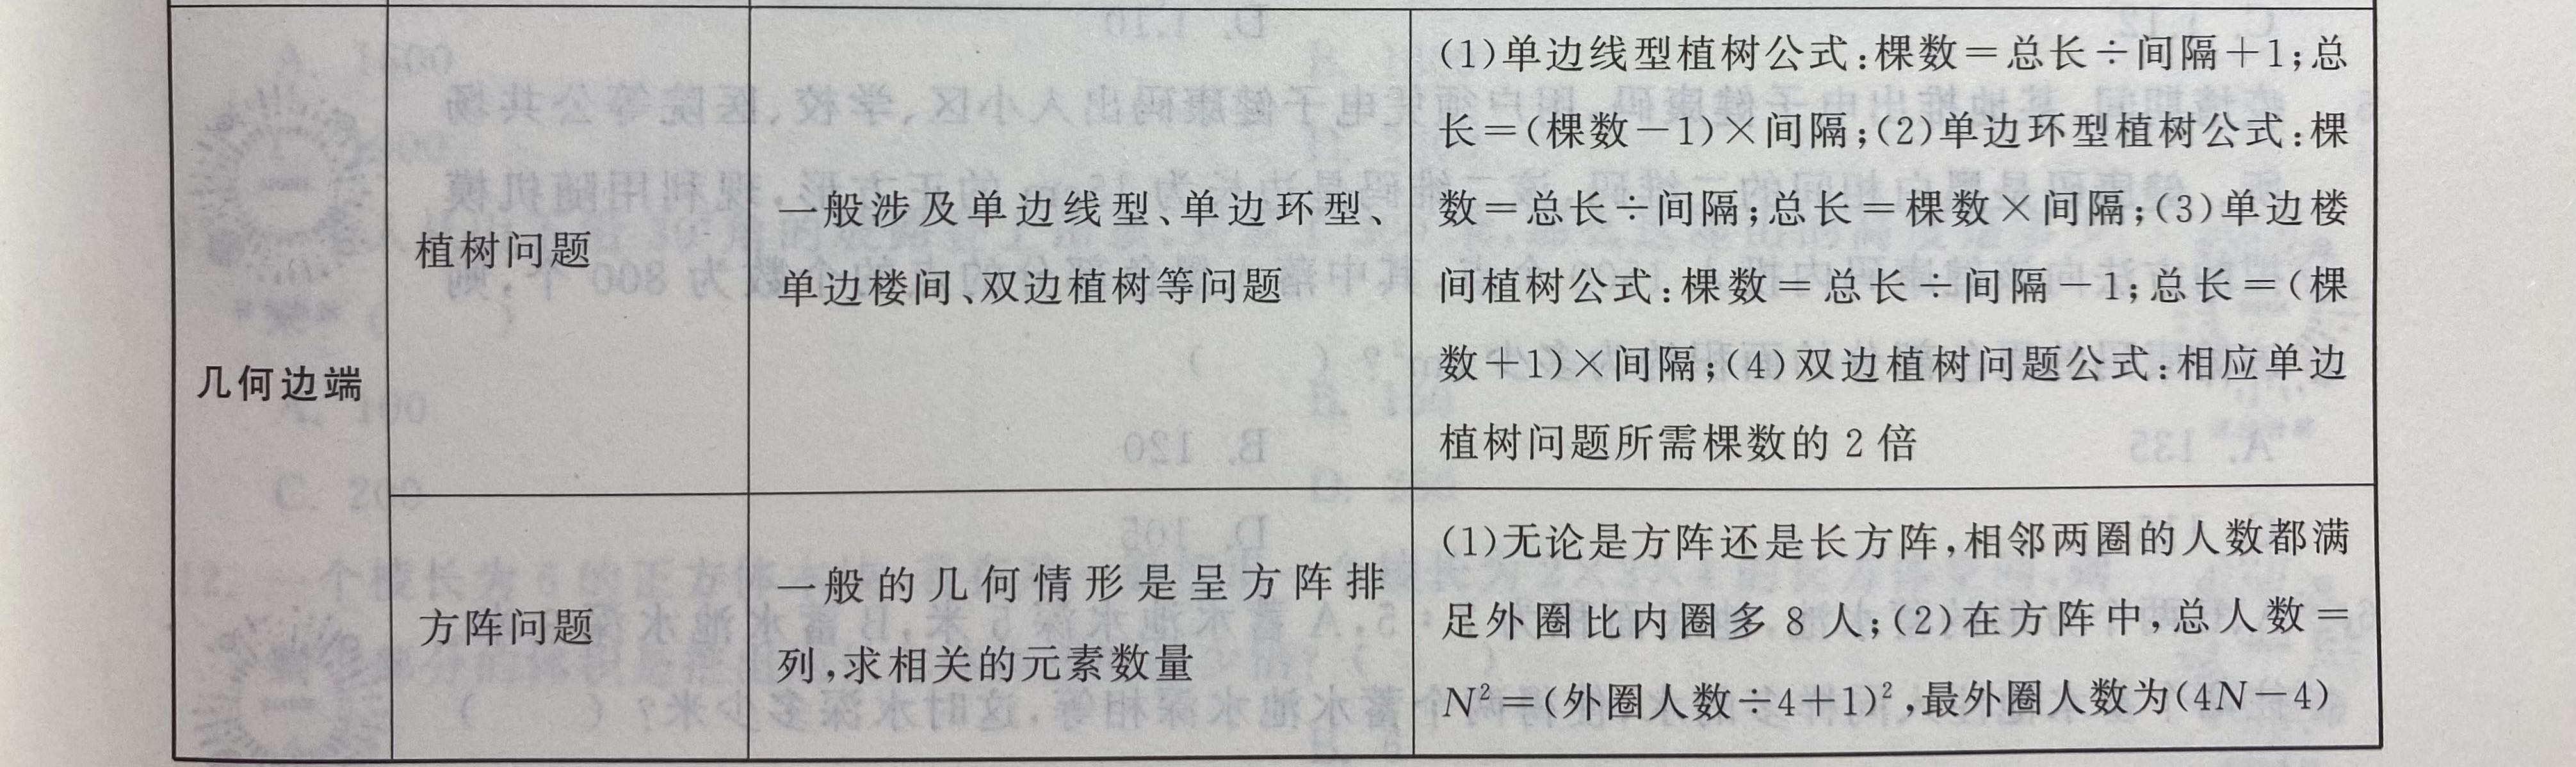 几何边端
植树问题
一般涉及单边线型、单边环型、
单边楼间、双边植树等问题
(1)单边线型植树公式:棵数=总长÷间隔+1;总
长=(棵数-1)×间隔;(2)单边环型植树公式:棵
数=总长÷间隔;总长=棵数×间隔;(3)单边楼
间植树公式:棵数=总长÷间隔-1;总长=(棵
数+1)×间隔;(4)双边植树问题公式:相应单边
植树问题所需棵数的 2 倍
方阵问题
一般的几何情形是呈方阵排
列,求相关的元素数量
(1)无论是方阵还是长方阵,相邻两圈的人数都满
足外圈比内圈多 8 人;(2)在方阵中,总人数=
N²=(外圈人数÷4+1)²,最外圈人数为(4N-4)